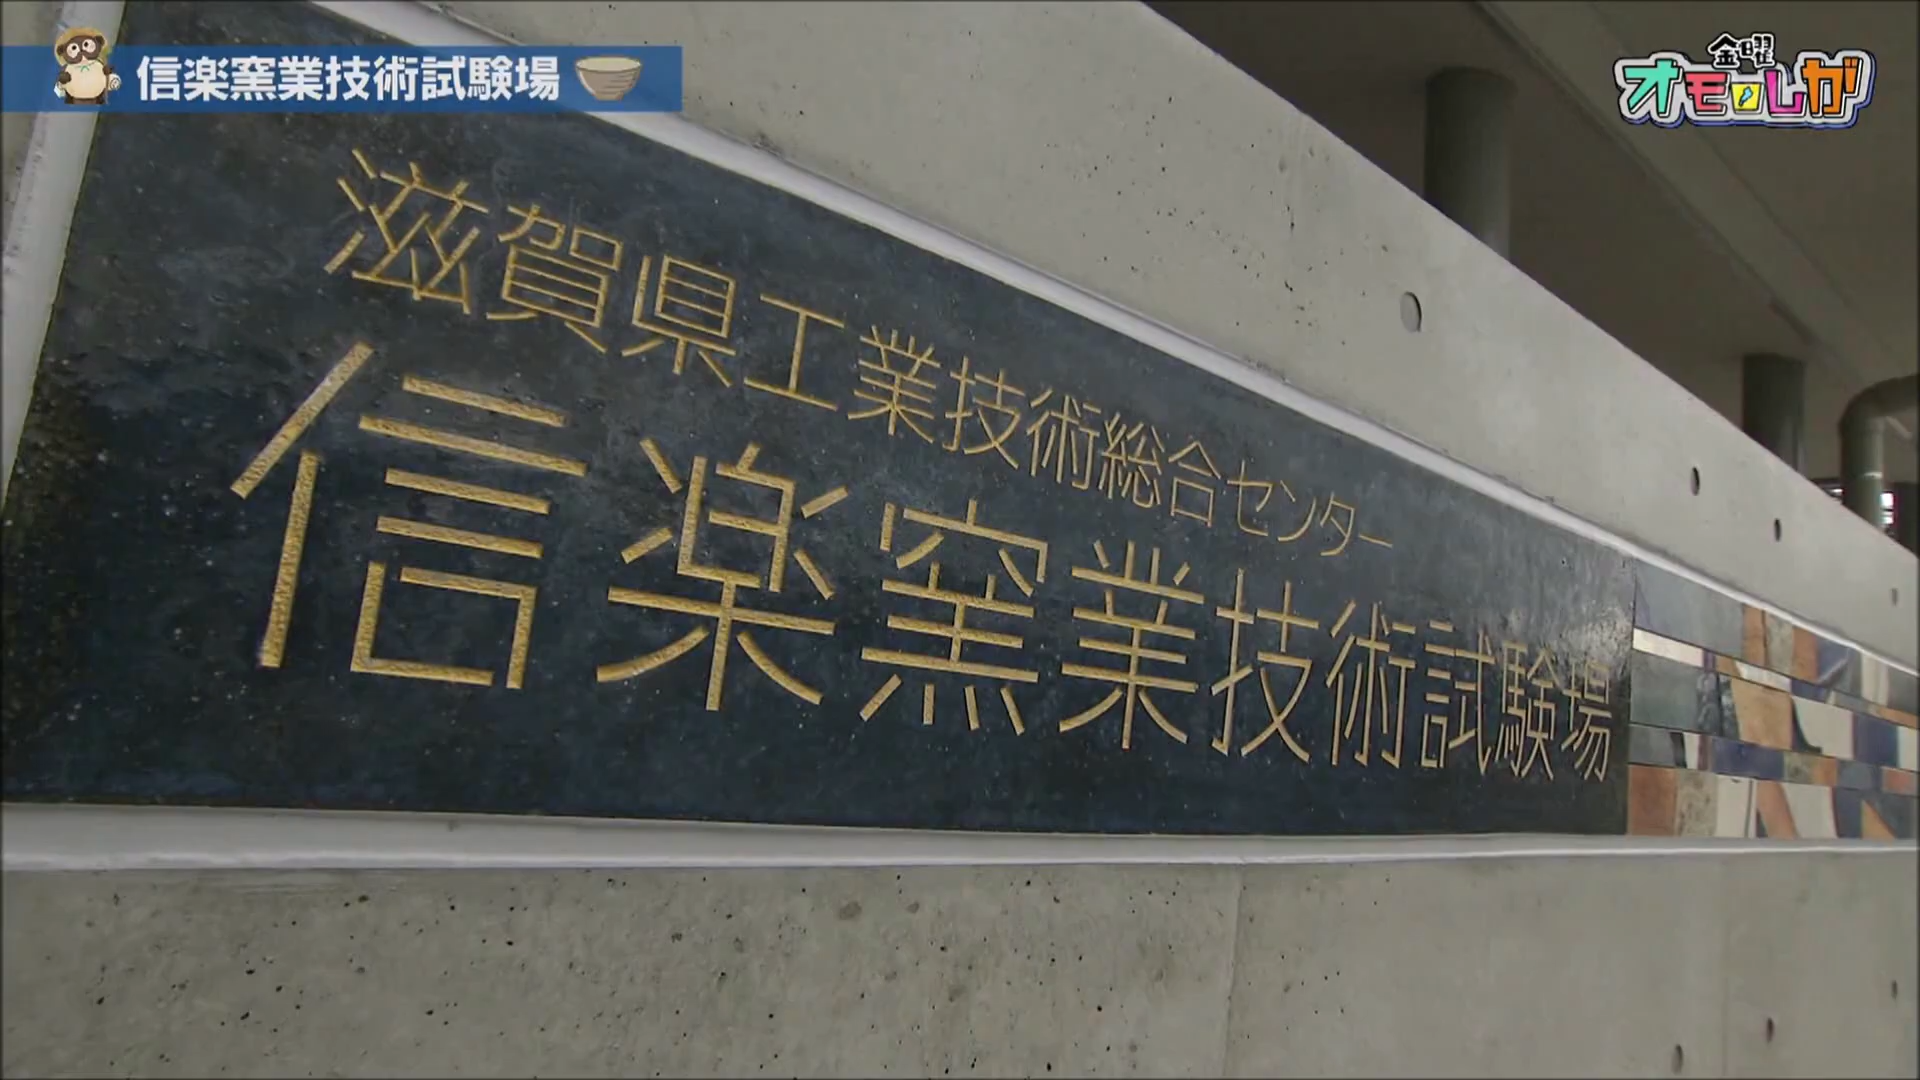 信楽窯業技術試験場
金曜
オモロしが
滋賀県工業技術総合センター
信楽窯業技術試験場